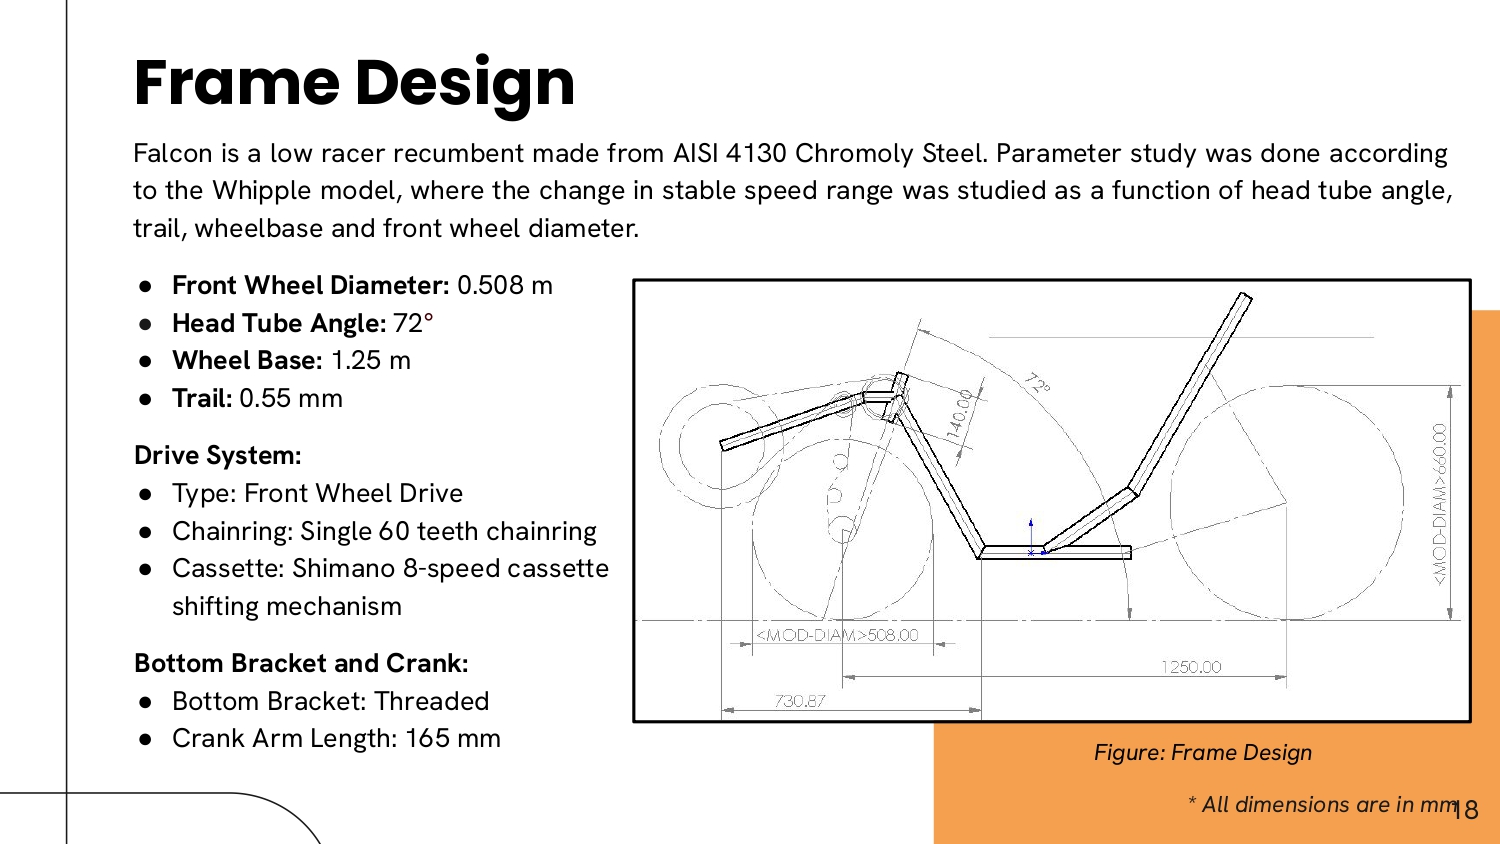 Frame Design
Falcon is a low racer recumbent made from AISI 4130 Chromoly Steel. Parameter study was done according
to the Whipple model, where the change in stable speed range was studied as a function of head tube angle,
trail, wheelbase and front wheel diameter.
● Front Wheel Diameter: 0.508 m
● Head Tube Angle: 72°
● Wheel Base: 1.25 m
● Trail: 0.55 mm
Drive System:
● Type: Front Wheel Drive
● Chainring: Single 60 teeth chainring
● Cassette: Shimano 8-speed cassette
shifting mechanism
Bottom Bracket and Crank:
● Bottom Bracket: Threaded
● Crank Arm Length: 165 mm
72°
140.00
<MOD-DIAM>660.00
<MOD-DIAM>508.00
1250.00
730.87
Figure: Frame Design
* All dimensions are in mm
18